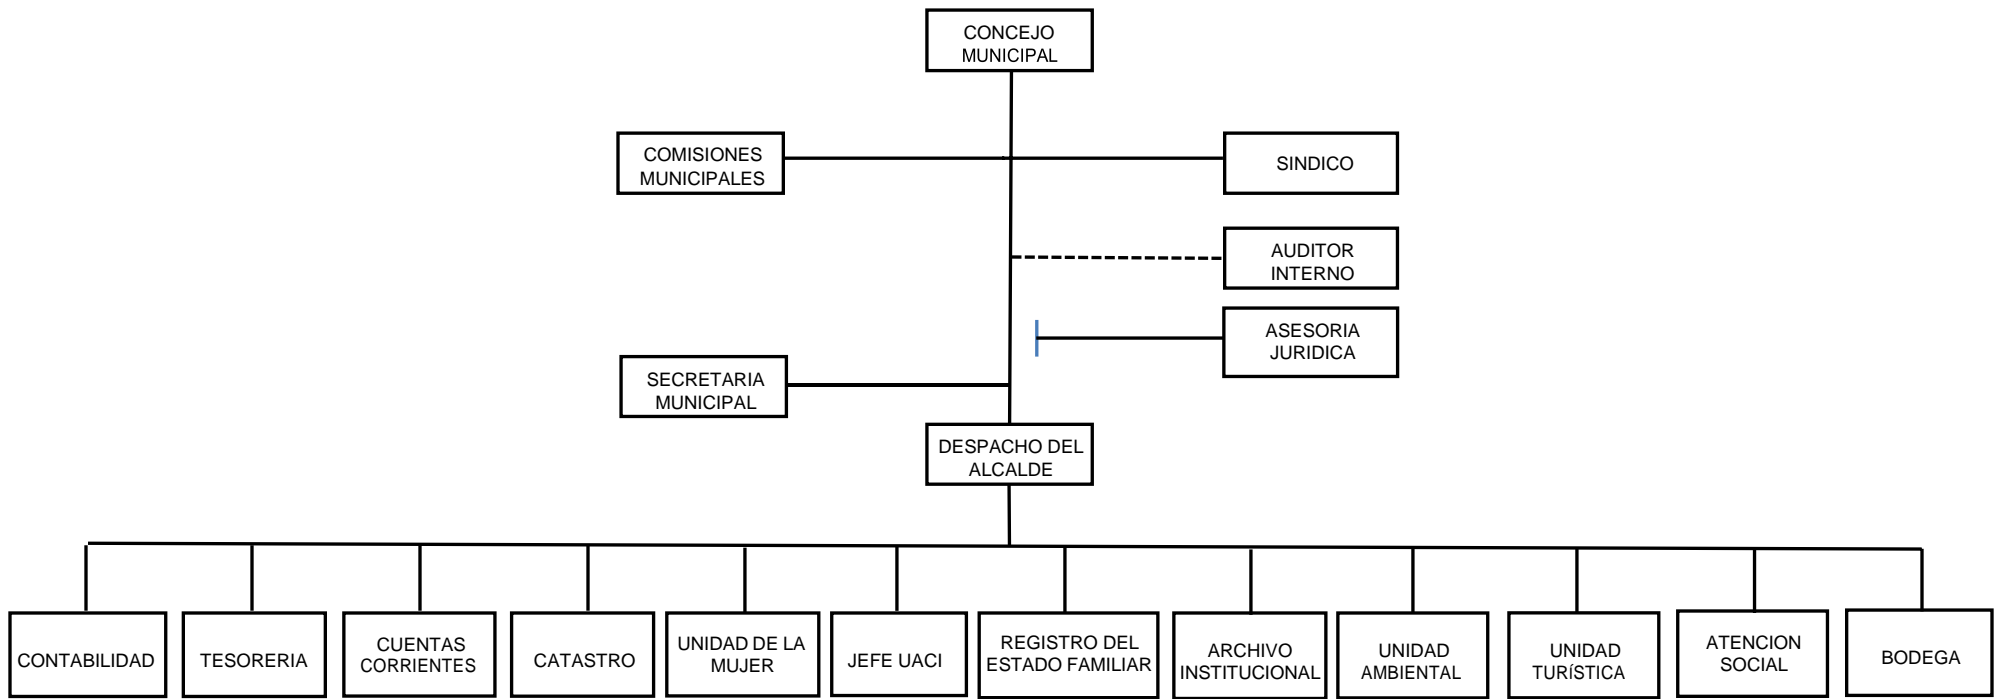 CONCEJO
MUNICIPAL
COMISIONES
MUNICIPALES
SINDICO
AUDITOR
INTERNO
ASESORIA
JURIDICA
SECRETARIA
MUNICIPAL
DESPACHO DEL
ALCALDE
CONTABILIDAD
TESORERIA
CUENTAS
CORRIENTES
CATASTRO
UNIDAD DE LA
MUJER
JEFE UACI
REGISTRO DEL
ESTADO FAMILIAR
ARCHIVO
INSTITUCIONAL
UNIDAD
AMBIENTAL
UNIDAD
TURÍSTICA
ATENCION
SOCIAL
BODEGA